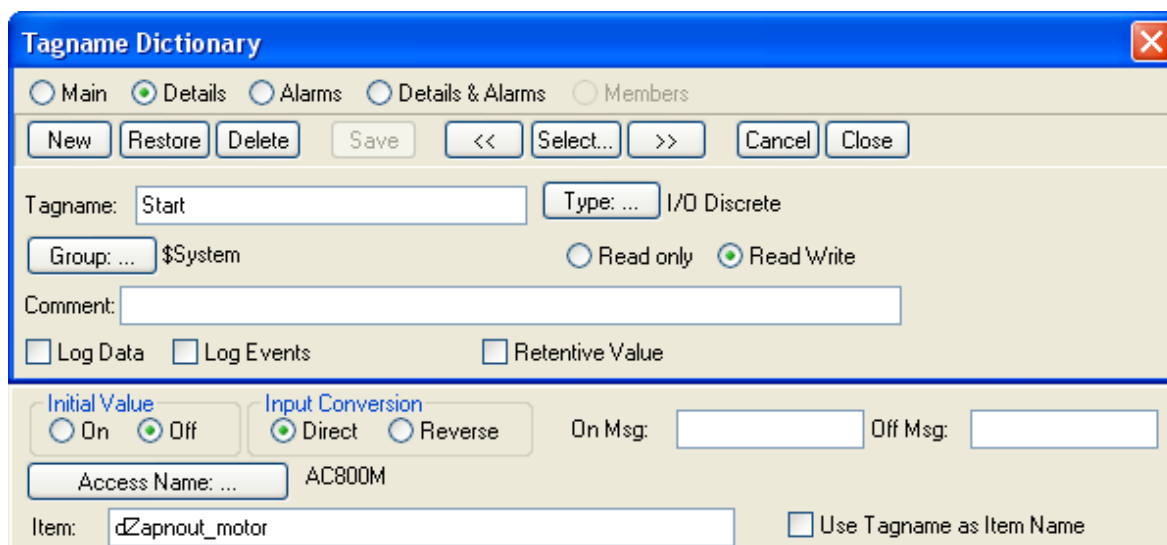 Tagname Dictionary
Main Details Alarms Details & Alarms Members
New Restore Delete Save << Select... >> Cancel Close
Tagname: Start Type: ... I/O Discrete
Group: ... $System Read only Read Write
Comment:
Log Data Log Events Retentive Value
Initial Value Input Conversion
On Off Direct Reverse On Msg: Off Msg:
Access Name: ... AC800M
Item: dZapnout_motor Use Tagname as Item Name